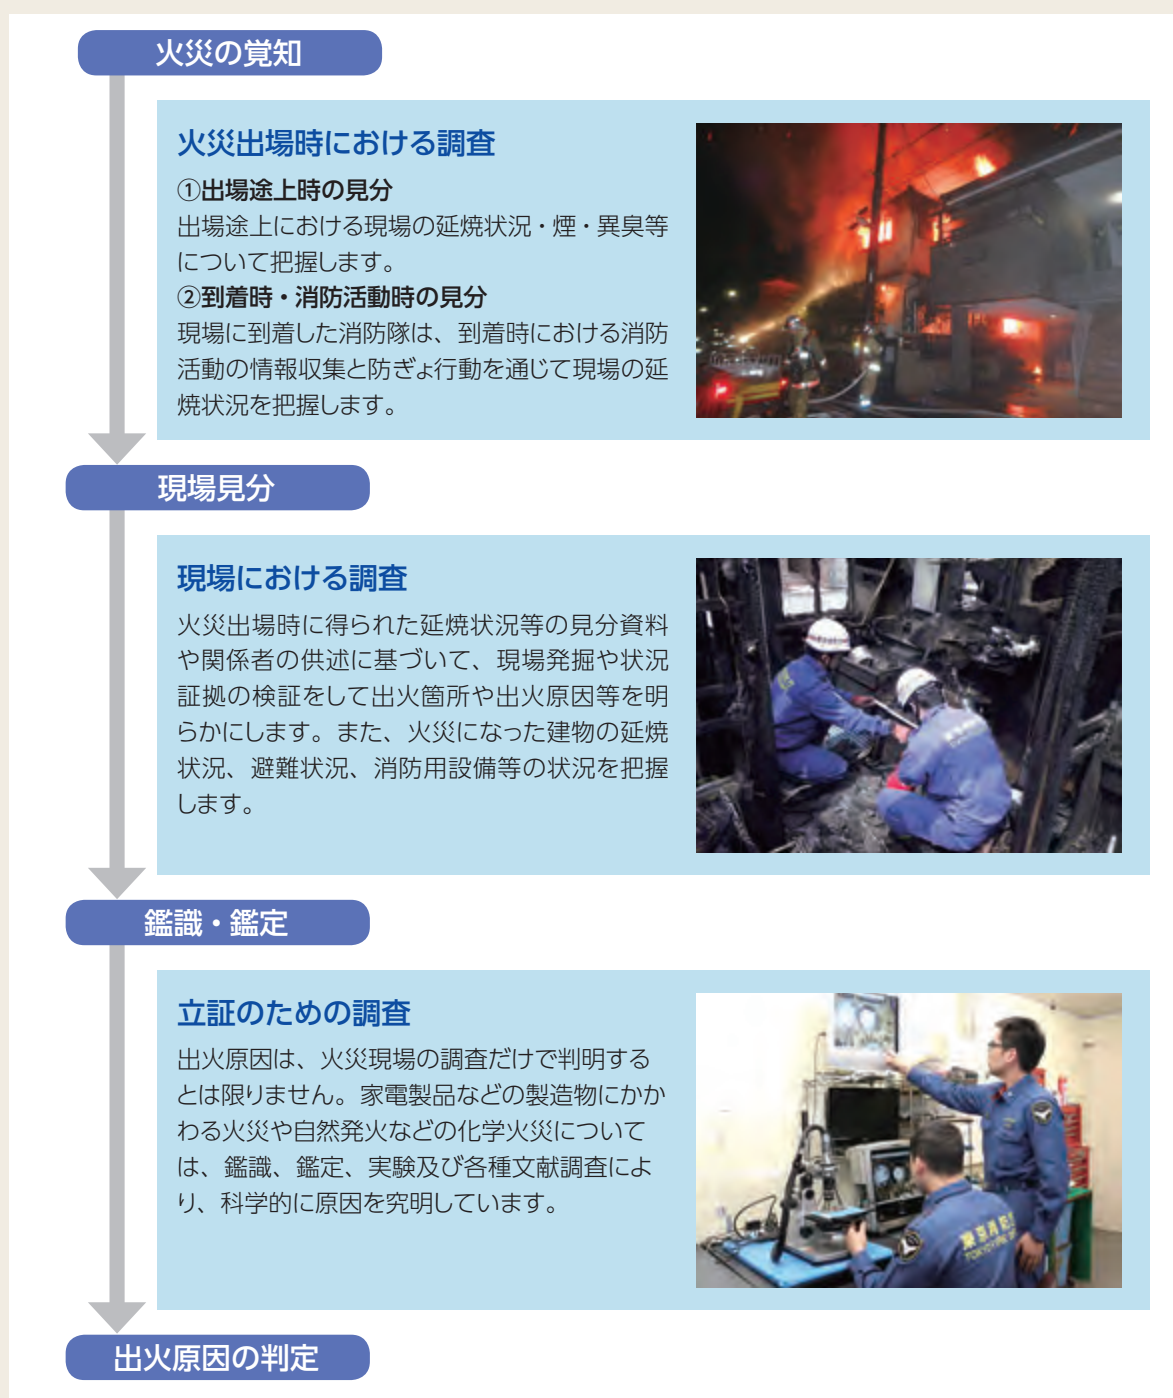 火災の覚知
火災出場時における調査
①出場途上時の見分
出場途上における現場の延焼状況・煙・異臭等
について把握します。
②到着時・消防活動時の見分
現場に到着した消防隊は、到着時における消防
活動の情報収集と防ぎょ行動を通じて現場の延
焼状況を把握します。
現場見分
現場における調査
火災出場時に得られた延焼状況等の見分資料
や関係者の供述に基づいて、現場発掘や状況
証拠の検証をして出火箇所や出火原因等を明
らかにします。また、火災になった建物の延焼
状況、避難状況、消防用設備等の状況を把握
します。
鑑識・鑑定
立証のための調査
出火原因は、火災現場の調査だけで判明する
とは限りません。家電製品などの製造物にかか
わる火災や自然発火などの化学火災について
は、鑑識、鑑定、実験及び各種文献調査によ
り、科学的に原因を究明しています。
東京消防
TOKYO FIRE
出火原因の判定